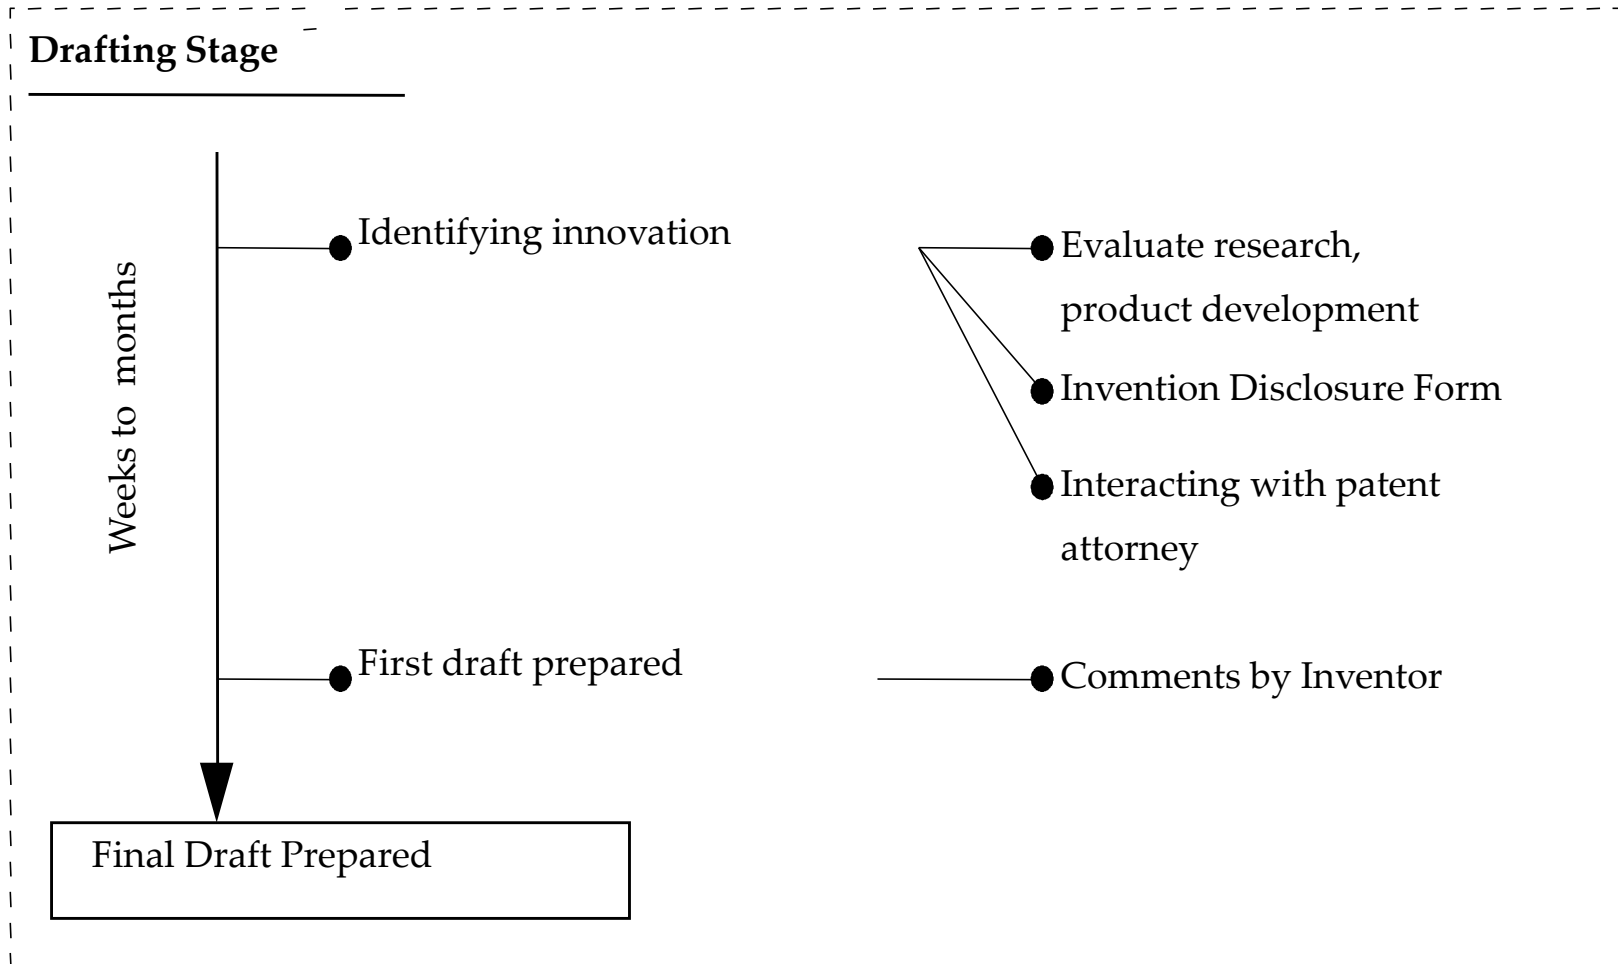 Drafting Stage
Weeks to months
Identifying innovation
Evaluate research,
product development
Invention Disclosure Form
Interacting with patent
attorney
First draft prepared
Comments by Inventor
Final Draft Prepared